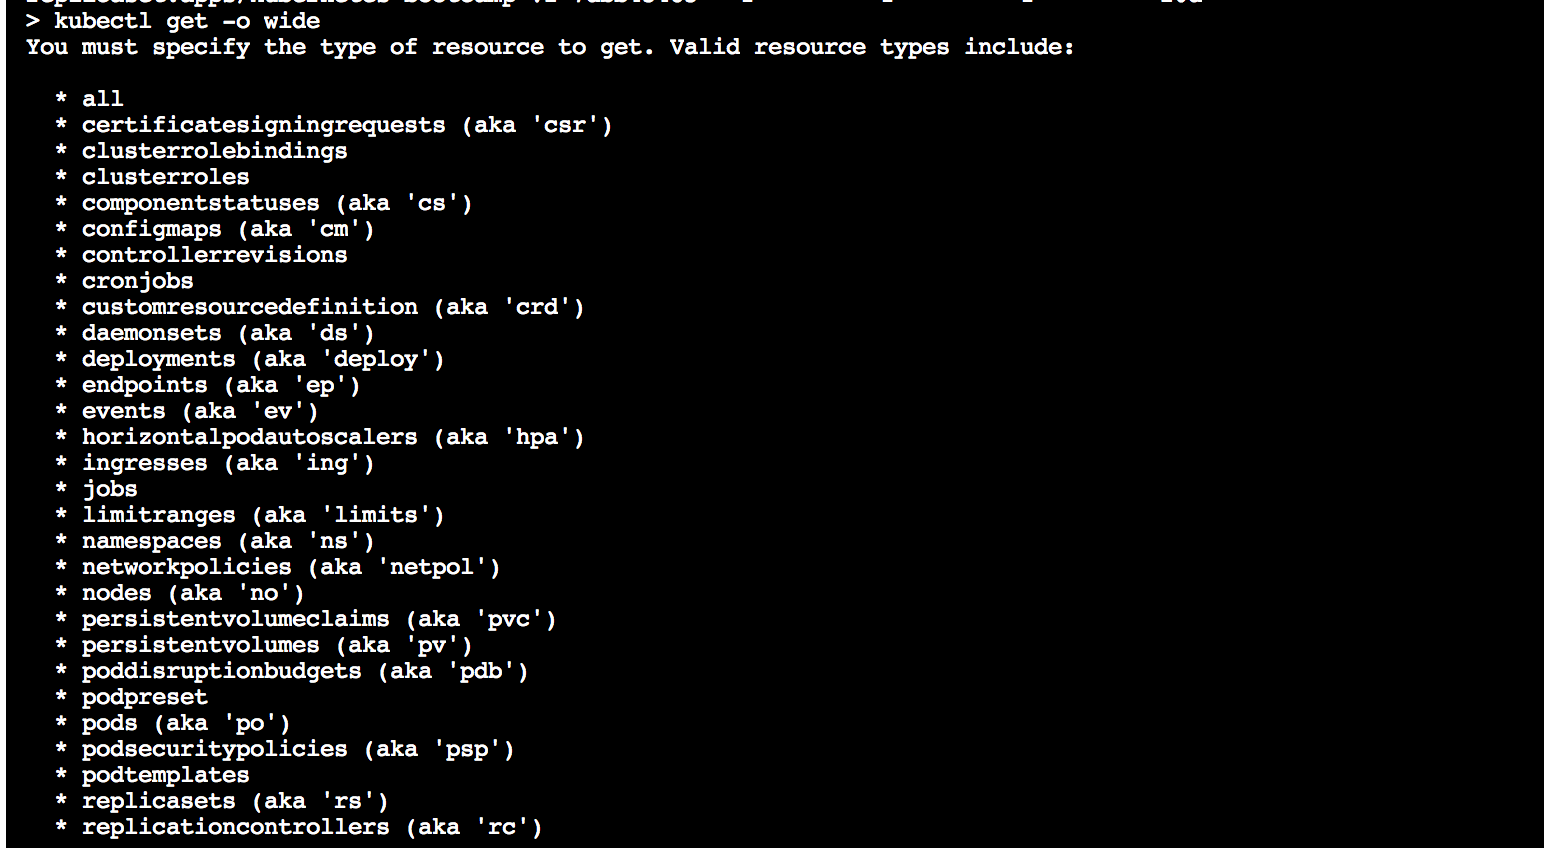 > kubectl get -o wide
You must specify the type of resource to get. Valid resource types include:
* all
* certificatesigningrequests (aka 'csr')
* clusterrolebindings
* clusterroles
* componentstatuses (aka 'cs')
* configmaps (aka 'cm')
* controllerrevisions
* cronjobs
* customresourcedefinition (aka 'crd')
* daemonsets (aka 'ds')
* deployments (aka 'deploy')
* endpoints (aka 'ep')
* events (aka 'ev')
* horizontalpodautoscalers (aka 'hpa')
* ingresses (aka 'ing')
* jobs
* limitranges (aka 'limits')
* namespaces (aka 'ns')
* networkpolicies (aka 'netpol')
* nodes (aka 'no')
* persistentvolumeclaims (aka 'pvc')
* persistentvolumes (aka 'pv')
* poddisruptionbudgets (aka 'pdb')
* podpreset
* pods (aka 'po')
* podsecuritypolicies (aka 'psp')
* podtemplates
* replicasets (aka 'rs')
* replicationcontrollers (aka 'rc')